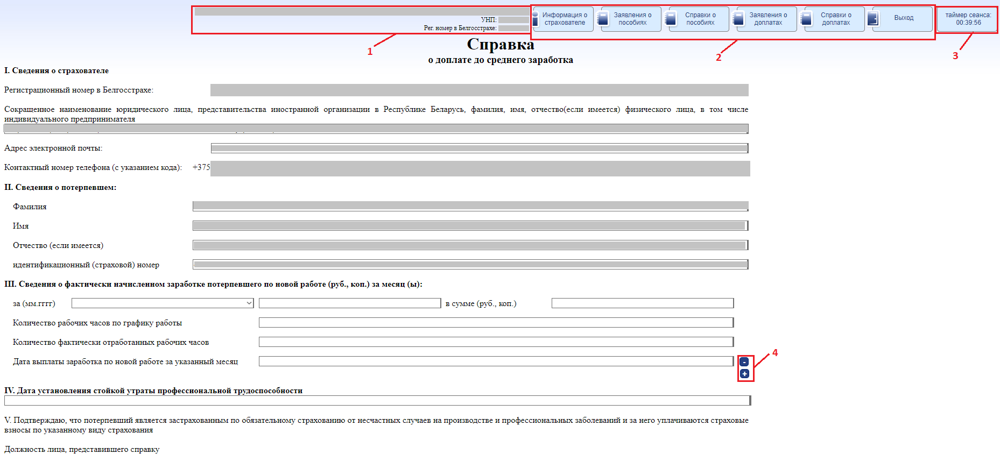 УНП:
Рег. номер в Белгосстрахе:
Информация о
страхователе
Заявления о
пособиях
Справки о
пособиях
Заявления о
доплатах
Справки о
доплатах
Выход
таймер сеанса:
00:39:56
1
2
3
Справка
о доплате до среднего заработка
I. Сведения о страхователе
Регистрационный номер в Белгосстрахе:
Сокращенное наименование юридического лица, представительства иностранной организации в Республике Беларусь, фамилия, имя, отчество(если имеется) физического лица, в том числе
индивидуального предпринимателя
Адрес электронной почты:
Контактный номер телефона (с указанием кода): +375
II. Сведения о потерпевшем:
Фамилия
Имя
Отчество (если имеется)
идентификационный (страховой) номер
III. Сведения о фактически начисленном заработке потерпевшего по новой работе (руб., коп.) за месяц (ы):
за (мм.гггг) в сумме (руб., коп.)
Количество рабочих часов по графику работы
Количество фактически отработанных рабочих часов
Дата выплаты заработка по новой работе за указанный месяц
4
-
+
IV. Дата установления стойкой утраты профессиональной трудоспособности
V. Подтверждаю, что потерпевший является застрахованным по обязательному страхованию от несчастных случаев на производстве и профессиональных заболеваний и за него уплачиваются страховые
взносы по указанному виду страхования
Должность лица, представившего справку